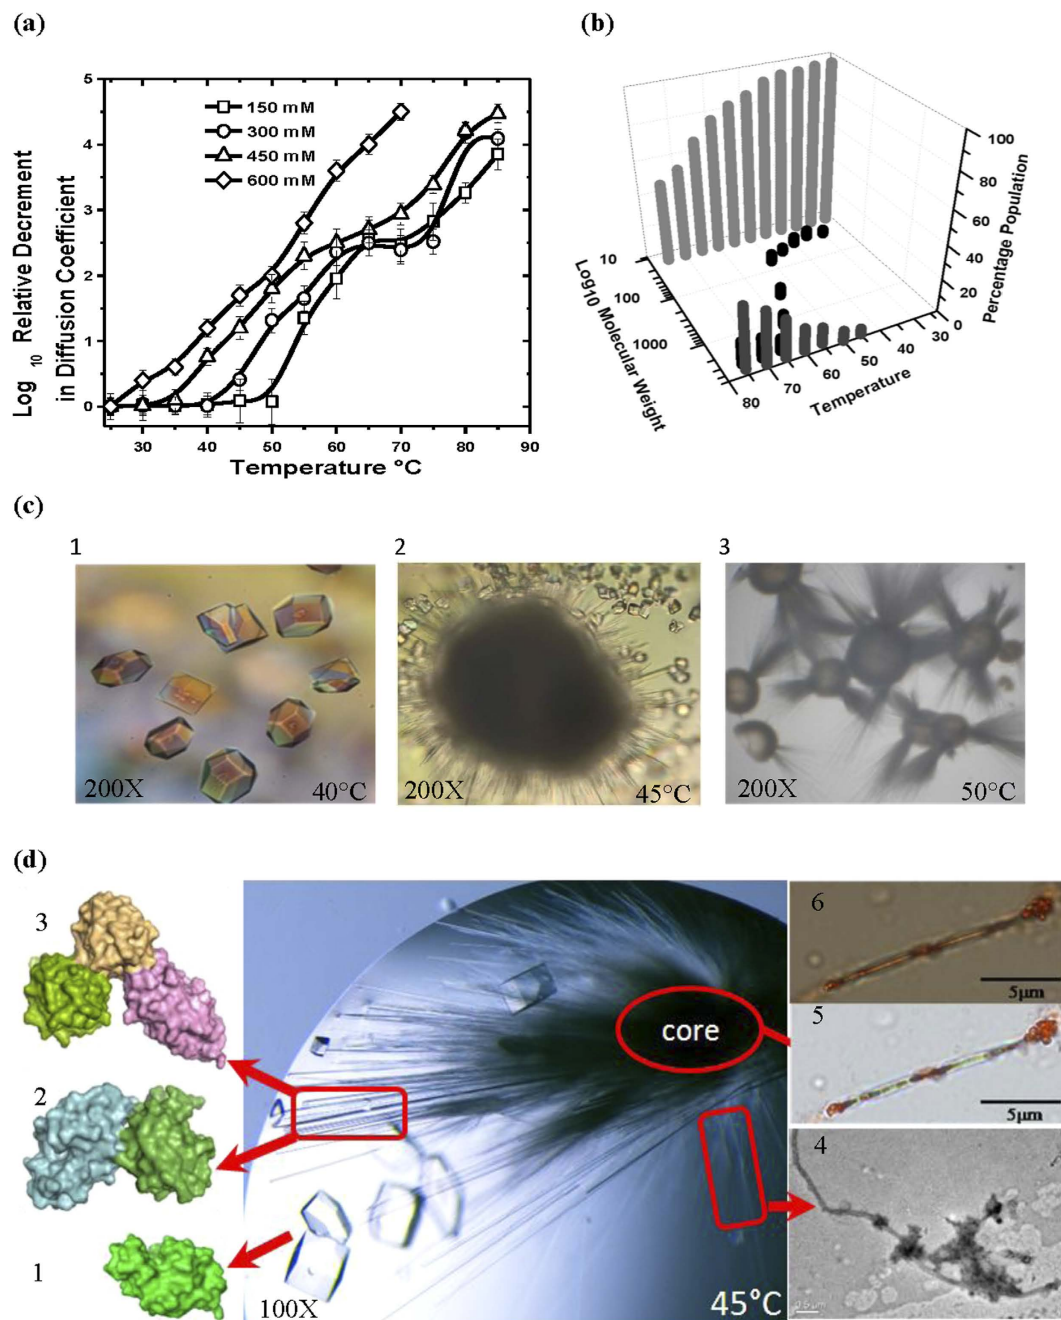 (a)
Log 10 Relative Decrement
in Diffusion Coefficient
5
4
3
2
1
0
150 mM
300 mM
450 mM
600 mM
30 40 50 60 70 80 90
Temperature °C
(b)
100
80
60
40
20
0
Percentage Population
10
100
1000
Log10 Molecular Weight
80 70 60 50 40 30
Temperature
(c)
1
200X 40°C
2
200X 45°C
3
200X 50°C
(d)
3
2
1
core
100X
45°C
6
5μm
5
5μm
4